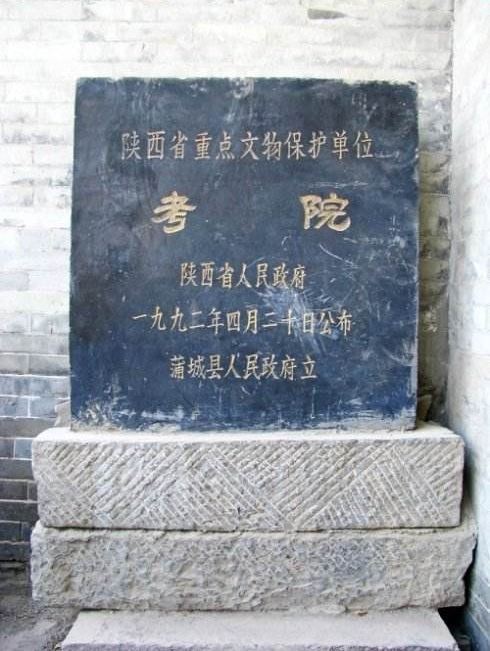 陕西省重点文物保护单位
考院
陕西省人民政府
一九九二年四月二十日公布
蒲城县人民政府立